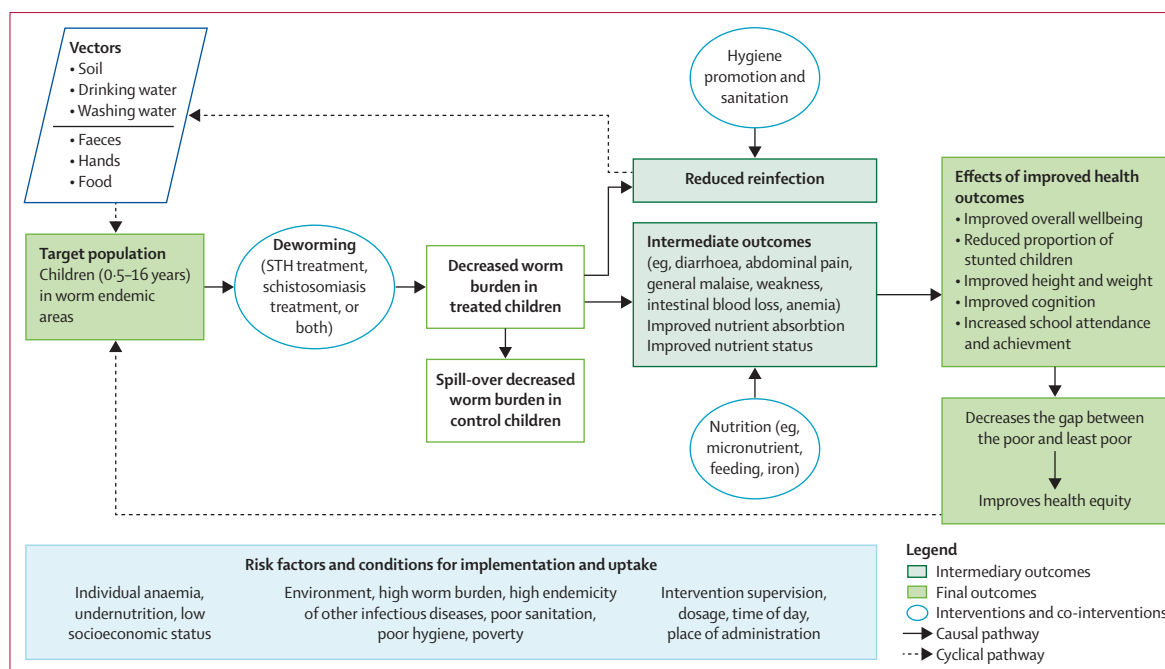 Vectors
• Soil
• Drinking water
• Washing water
• Faeces
• Hands
• Food
Hygiene
promotion and
sanitation
Reduced reinfection
Target population
Children (0·5–16 years)
in worm endemic
areas
Deworming
(STH treatment,
schistosomiasis
treatment, or
both)
Decreased worm
burden in
treated children
Spill-over decreased
worm burden in
control children
Intermediate outcomes
(eg, diarrhoea, abdominal pain,
general malaise, weakness,
intestinal blood loss, anemia)
Improved nutrient absorbtion
Improved nutrient status
Nutrition (eg,
micronutrient,
feeding, iron)
Effects of improved health
outcomes
• Improved overall wellbeing
• Reduced proportion of
stunted children
• Improved height and weight
• Improved cognition
• Increased school attendance
and achievment
Decreases the gap between
the poor and least poor
Improves health equity
Risk factors and conditions for implementation and uptake
Individual anaemia,
undernutrition, low
socioeconomic status
Environment, high worm burden, high endemicity
of other infectious diseases, poor sanitation,
poor hygiene, poverty
Intervention supervision,
dosage, time of day,
place of administration
Legend
Intermediary outcomes
Final outcomes
Interventions and co-interventions
Causal pathway
Cyclical pathway